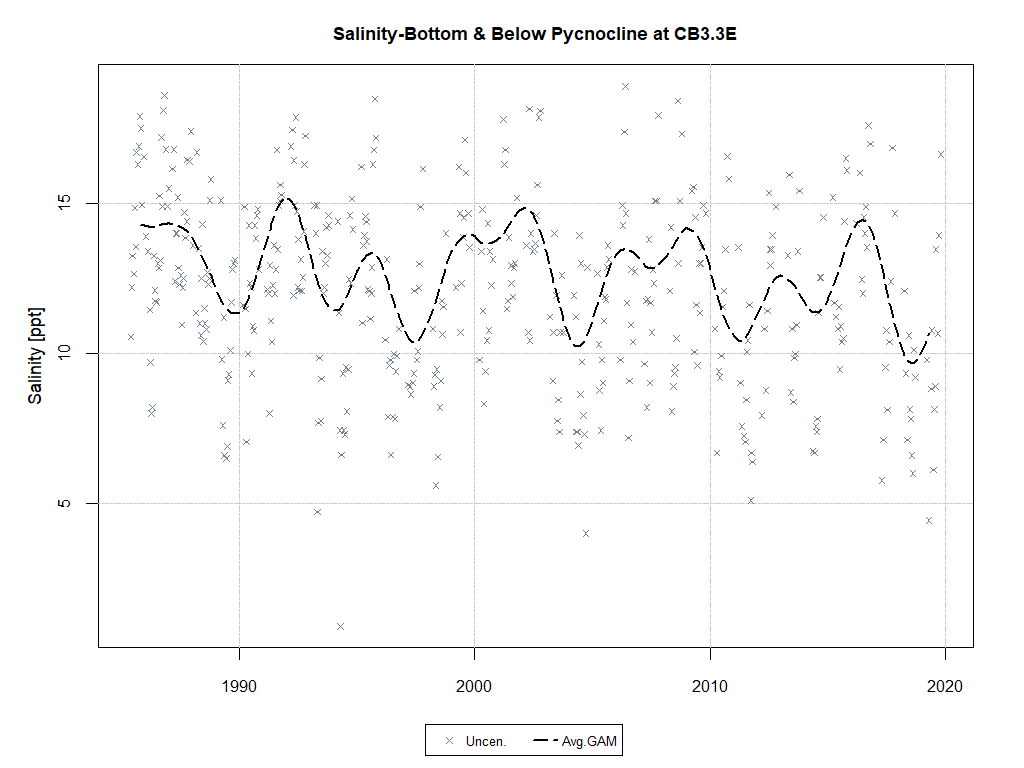 Salinity-Bottom & Below Pycnocline at CB3.3E
Salinity [ppt]
15
10
5
1990 2000 2010 2020
Uncen. Avg.GAM